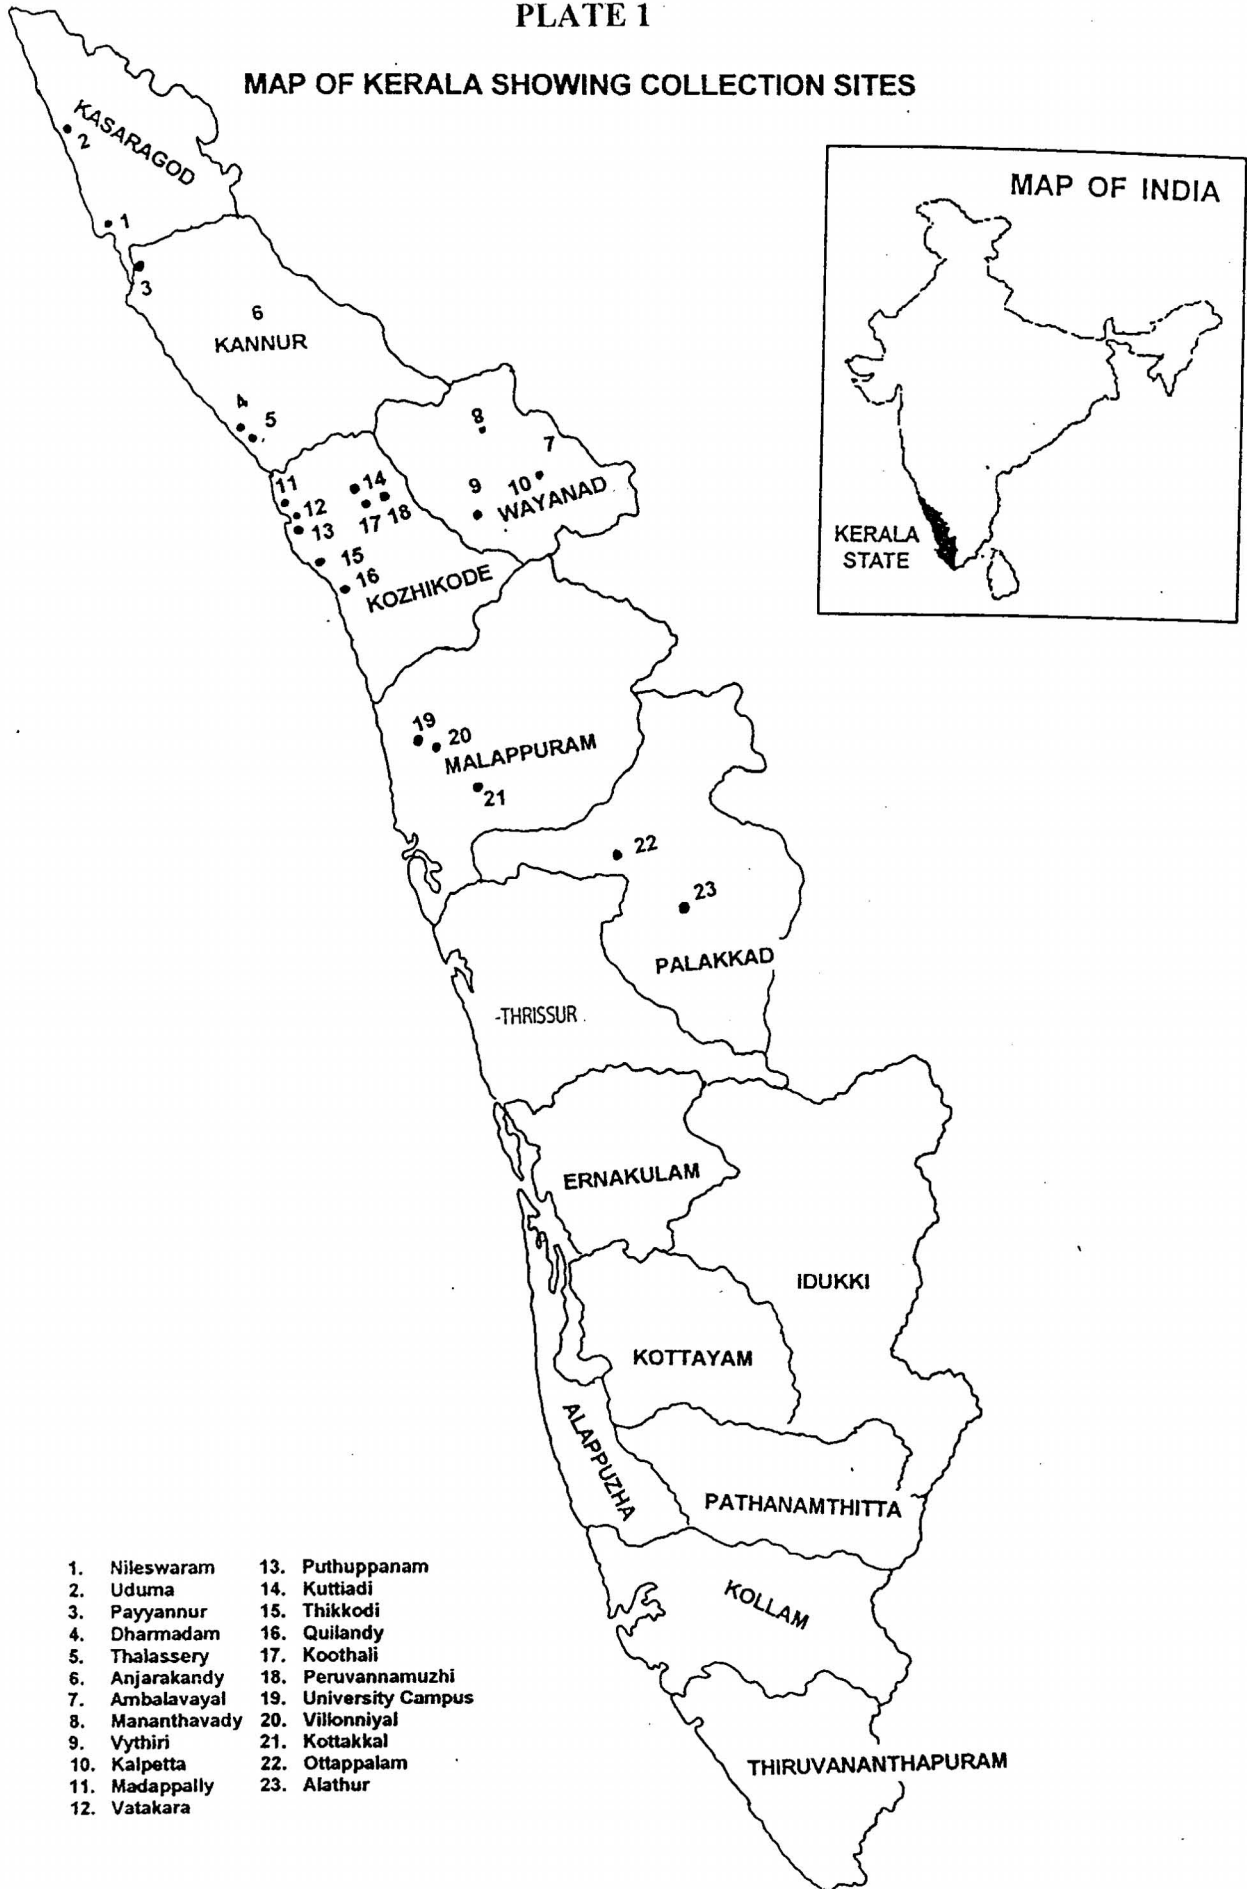 PLATE 1
MAP OF KERALA SHOWING COLLECTION SITES
MAP OF INDIA
KERALA
STATE
KASARAGOD
2
1
3
6
KANNUR
4
5
8
7
9
10
WAYANAD
11
12
13
14
17
18
15
16
KOZHIKODE
19
20
MALAPPURAM
21
22
23
PALAKKAD
-THRISSUR
ERNAKULAM
IDUKKI
KOTTAYAM
ALAPPUZHA
PATHANAMTHITTA
KOLLAM
THIRUVANANTHAPURAM
1. Nileswaram
2. Uduma
3. Payyannur
4. Dharmadam
5. Thalassery
6. Anjarakandy
7. Ambalavayal
8. Mananthavady
9. Vythiri
10. Kalpetta
11. Madappally
12. Vatakara
13. Puthuppanam
14. Kuttiadi
15. Thikkodi
16. Quilandy
17. Koothali
18. Peruvannamuzhi
19. University Campus
20. Villonniyal
21. Kottakkal
22. Ottappalam
23. Alathur